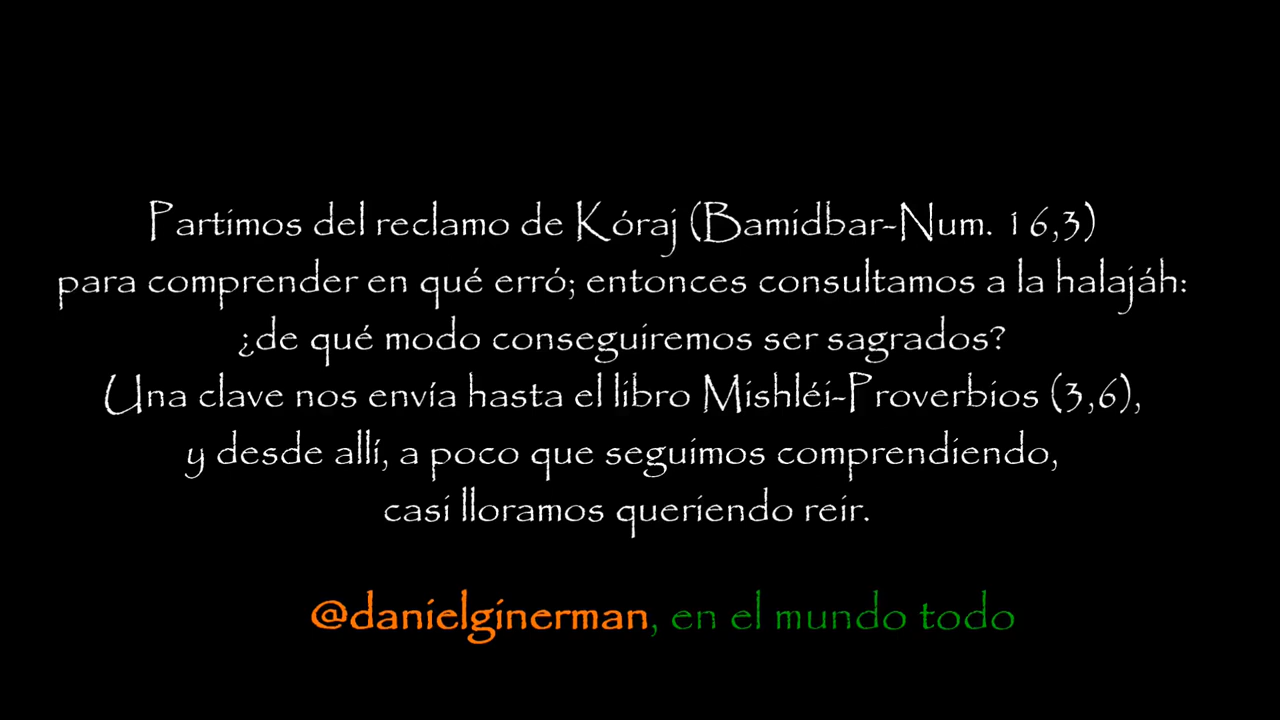 Partimos del reclamo de Kóraj (Bamidbar-Num. 16,3)
para comprender en qué erró; entonces consultamos a la halajáh:
¿de qué modo conseguiremos ser sagrados?
Una clave nos envía hasta el libro Mishléi-Proverbios (3,6),
y desde allí, a poco que seguimos comprendiendo,
casi lloramos queriendo reir.
@danielginerman, en el mundo todo